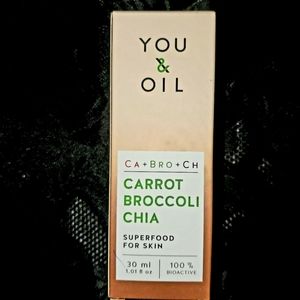 YOU
&
OIL
CA+BRO+CH
CARROT
BROCCOLI
CHIA
SUPERFOOD
FOR SKIN
30 ml
1.01 fl oz
100 %
BIOACTIVE